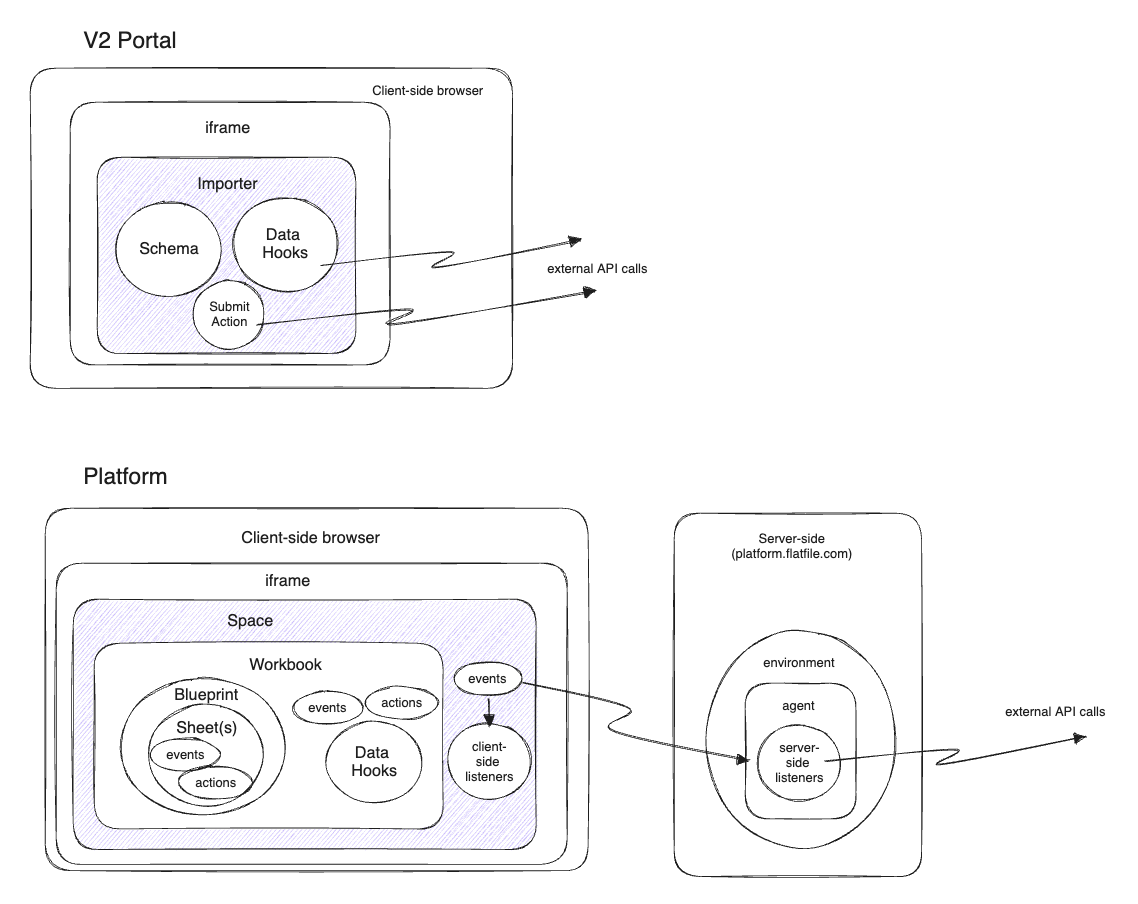 V2 Portal
Client-side browser
iframe
Importer
Schema
Data
Hooks
Submit
Action
external API calls
Platform
Client-side browser
iframe
Space
Workbook
Blueprint
Sheet(s)
events
actions
events
actions
Data
Hooks
events
client-
side
listeners
Server-side
(platform.flatfile.com)
environment
agent
server-
side
listeners
external API calls